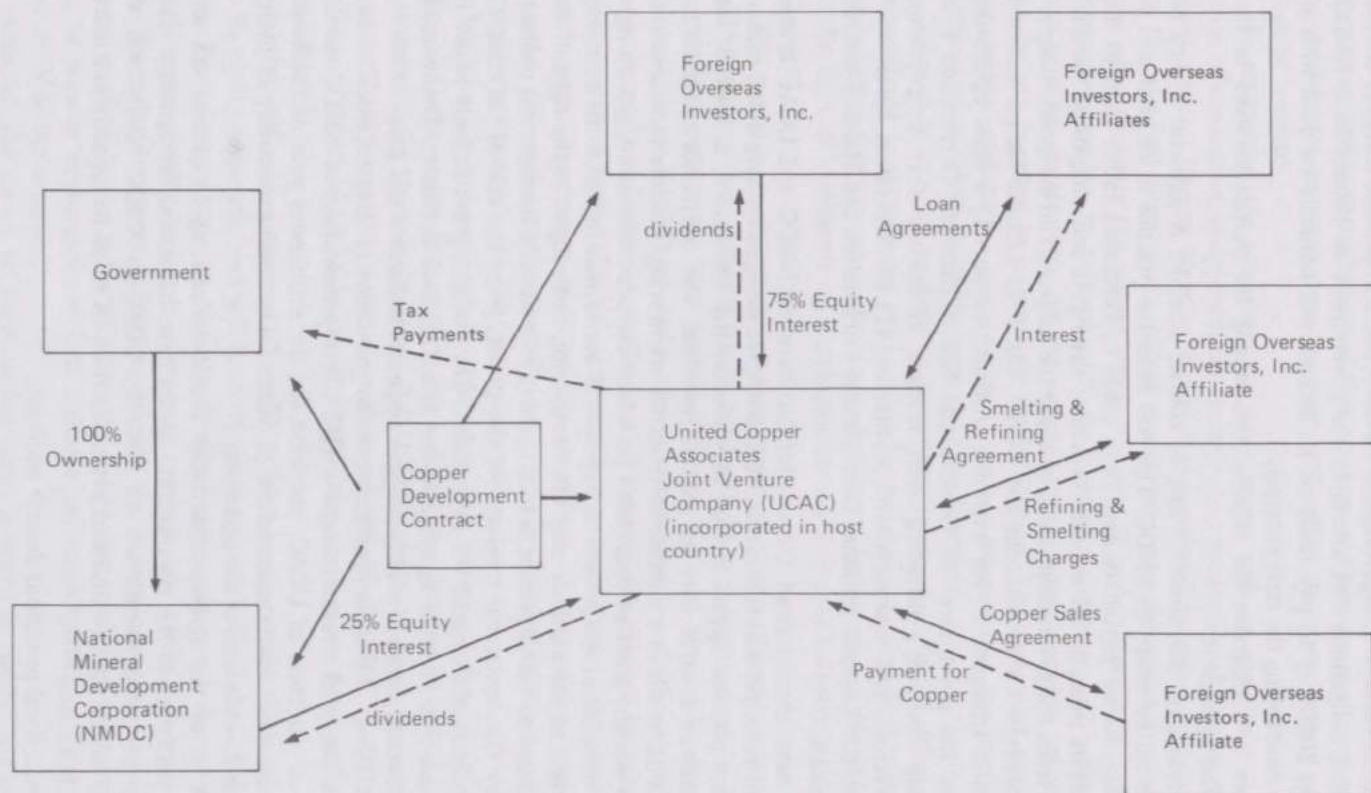 Foreign
Overseas
Investors, Inc.
Foreign Overseas
Investors, Inc.
Affiliates
Government
dividends
Loan
Agreements
Tax
Payments
75% Equity
Interest
Interest
Foreign Overseas
Investors, Inc.
Affiliate
100%
Ownership
Copper
Development
Contract
United Copper
Associates
Joint Venture
Company (UCAC)
(incorporated in host
country)
Smelting &
Refining
Agreement
Refining &
Smelting
Charges
National
Mineral
Development
Corporation
(NMDC)
25% Equity
Interest
dividends
Copper Sales
Agreement
Payment for
Copper
Foreign Overseas
Investors, Inc.
Affiliate